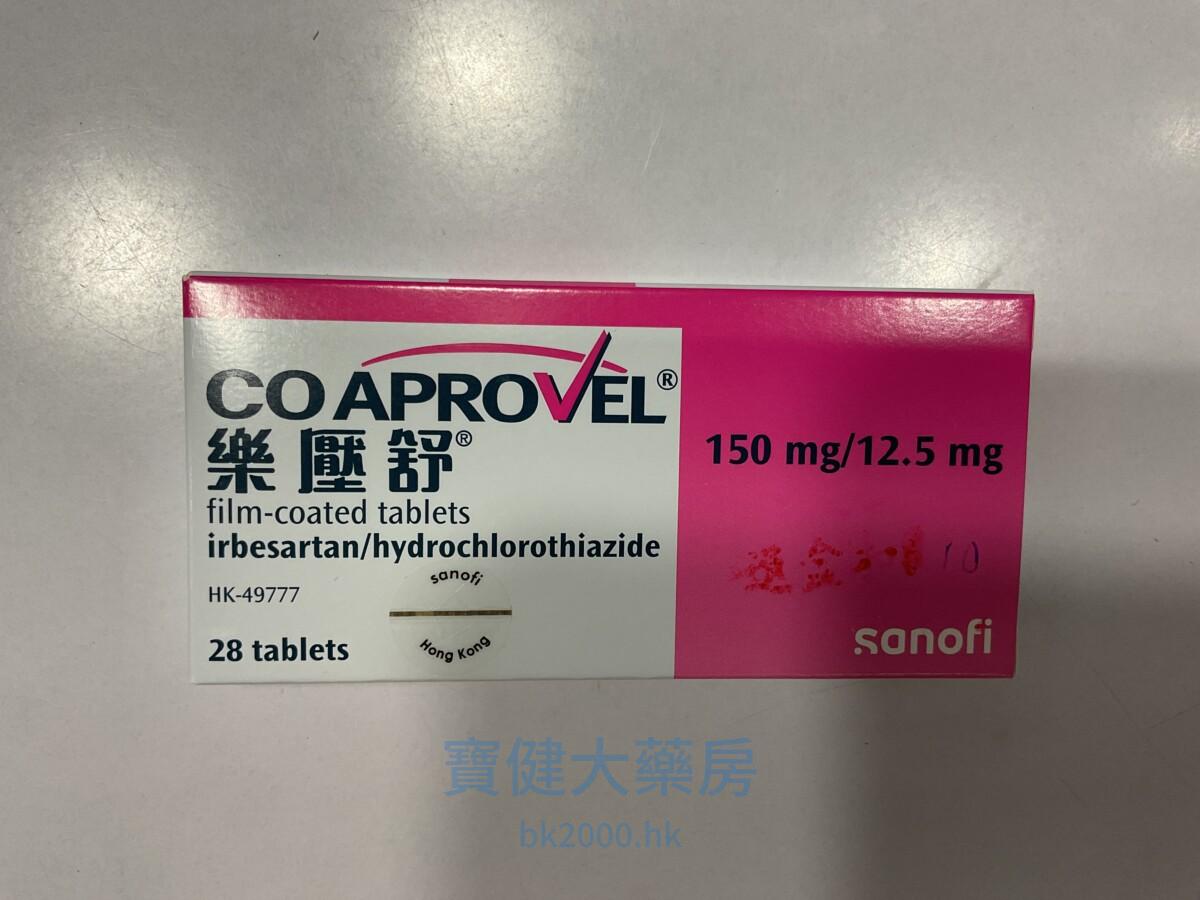 CO APROVEL®
樂壓舒®
film-coated tablets
irbesartan/hydrochlorothiazide
HK-49777
28 tablets
sanofi
Hong Kong
150 mg/12.5 mg
10
sanofi
寶健大藥房
bk2000.hk